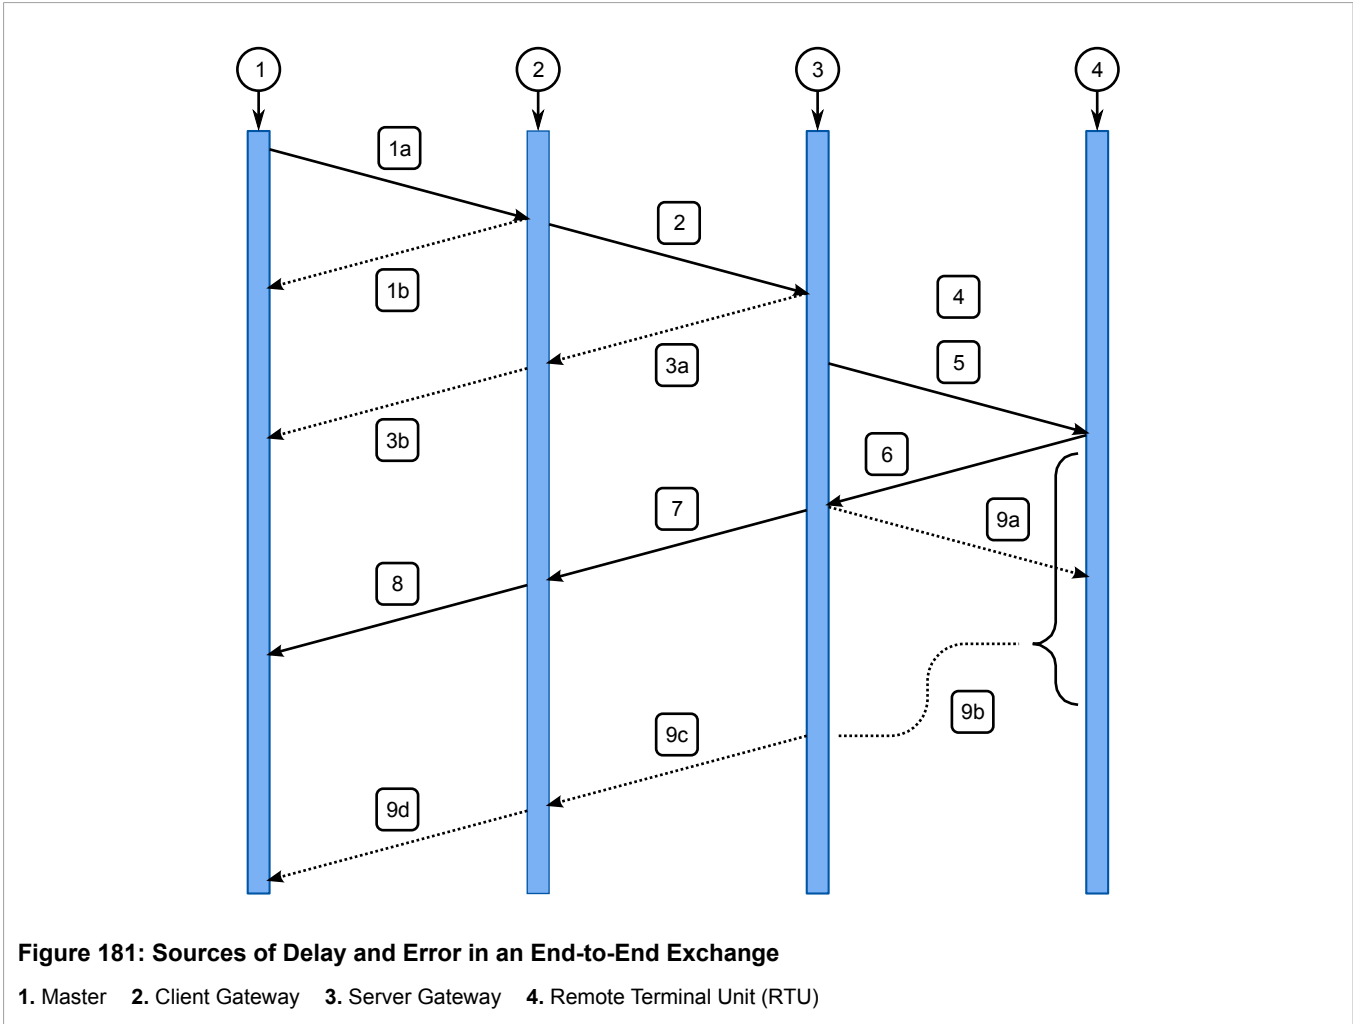 1
2
3
4
1a
2
1b
4
3a
5
3b
6
7
9a
8
9b
9c
9d
Figure 181: Sources of Delay and Error in an End-to-End Exchange
1. Master 2. Client Gateway 3. Server Gateway 4. Remote Terminal Unit (RTU)